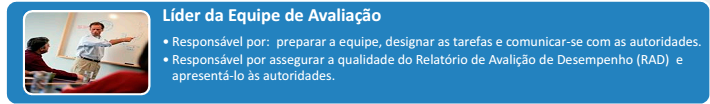 Líder da Equipe de Avaliação
• Responsável por:  preparar a equipe, designar as tarefas e comunicar-se com as autoridades.
• Responsável por assegurar a qualidade do Relatório de Avalição de Desempenho (RAD)  e
apresentá-lo às autoridades.